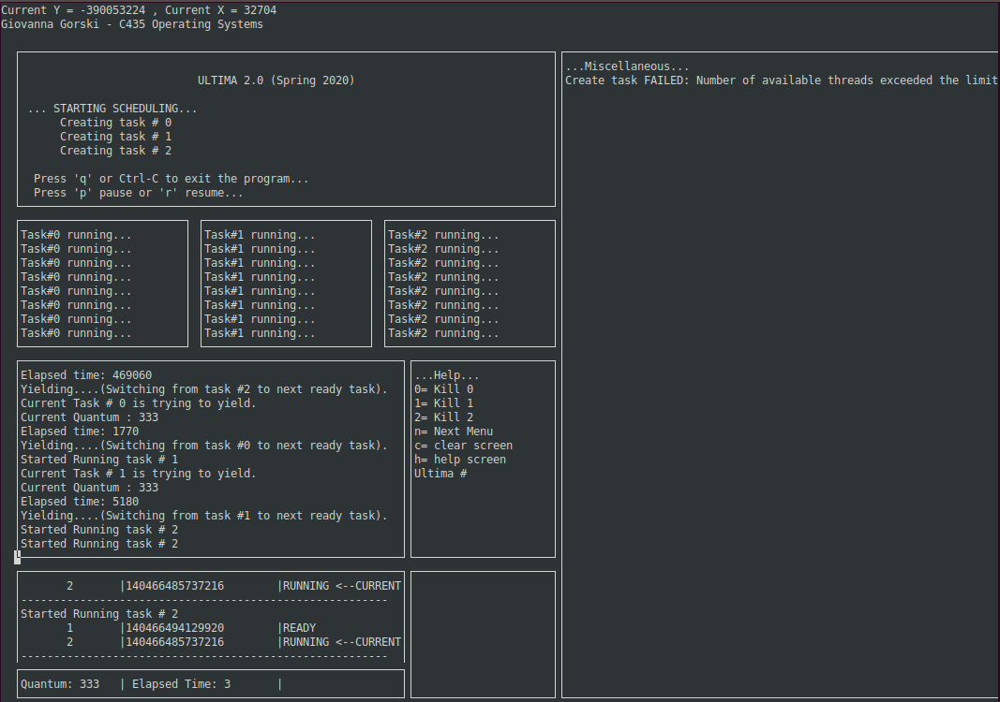 Current Y = -390053224 , Current X = 32704
Giovanna Gorski - C435 Operating Systems
ULTIMA 2.0 (Spring 2020)
... STARTING SCHEDULING...
Creating task # 0
Creating task # 1
Creating task # 2
Press 'q' or Ctrl-C to exit the program...
Press 'p' pause or 'r' resume...
...Miscellaneous...
Create task FAILED: Number of available threads exceeded the limit
Task#0 running...
Task#0 running...
Task#0 running...
Task#0 running...
Task#0 running...
Task#0 running...
Task#0 running...
Task#0 running...
Task#1 running...
Task#1 running...
Task#1 running...
Task#1 running...
Task#1 running...
Task#1 running...
Task#1 running...
Task#1 running...
Task#2 running...
Task#2 running...
Task#2 running...
Task#2 running...
Task#2 running...
Task#2 running...
Task#2 running...
Task#2 running...
Elapsed time: 469060
Yielding....(Switching from task #2 to next ready task).
Current Task # 0 is trying to yield.
Current Quantum : 333
Elapsed time: 1770
Yielding....(Switching from task #0 to next ready task).
Started Running task # 1
Current Task # 1 is trying to yield.
Current Quantum : 333
Elapsed time: 5180
Yielding....(Switching from task #1 to next ready task).
Started Running task # 2
Started Running task # 2
...Help...
0= Kill 0
1= Kill 1
2= Kill 2
n= Next Menu
c= clear screen
h= help screen
Ultima #
2 |140466485737216 |RUNNING <--CURRENT
--------------------------------------------------------
Started Running task # 2
1 |140466494129920 |READY
2 |140466485737216 |RUNNING <--CURRENT
--------------------------------------------------------
Quantum: 333 | Elapsed Time: 3 |